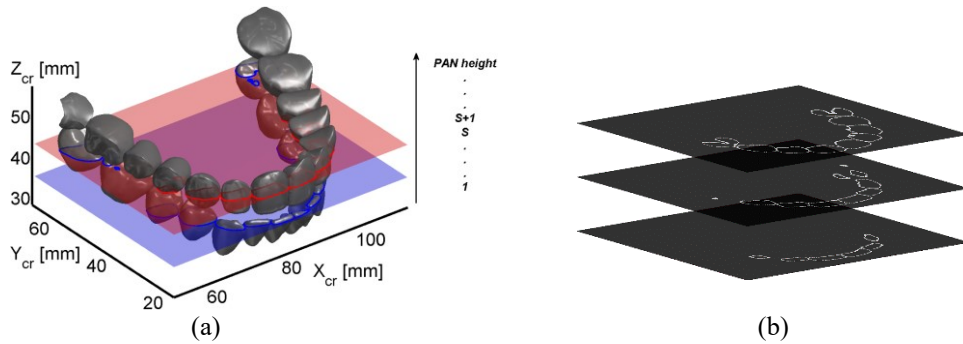 Z_cr [mm]
50
40
30
60
40
20
Y_cr [mm]
60
80
100
X_cr [mm]
PAN height
.
.
.
S+1
S
.
.
.
.
1
(a)
(b)